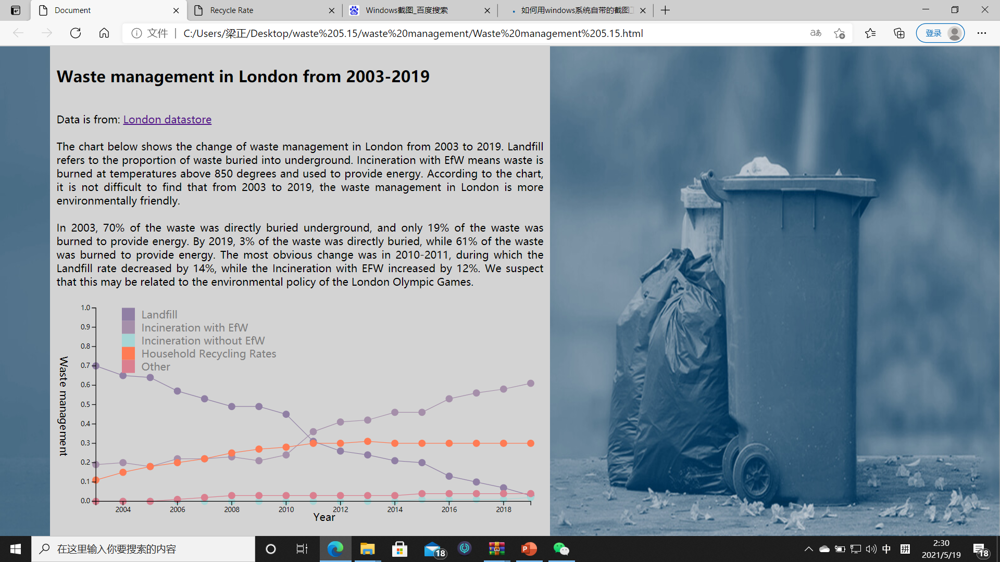 Document
Recycle Rate
Windows截图_百度搜索
如何用windows系统自带的截图
文件
C:/Users/梁正/Desktop/waste%205.15/waste%20management/Waste%20management%205.15.html
aあ
登录
Waste management in London from 2003-2019
Data is from: London datastore
The chart below shows the change of waste management in London from 2003 to 2019. Landfill
refers to the proportion of waste buried into underground. Incineration with EfW means waste is
burned at temperatures above 850 degrees and used to provide energy. According to the chart,
it is not difficult to find that from 2003 to 2019, the waste management in London is more
environmentally friendly.
In 2003, 70% of the waste was directly buried underground, and only 19% of the waste was
burned to provide energy. By 2019, 3% of the waste was directly buried, while 61% of the waste
was burned to provide energy. The most obvious change was in 2010-2011, during which the
Landfill rate decreased by 14%, while the Incineration with EFW increased by 12%. We suspect
that this may be related to the environmental policy of the London Olympic Games.
1.0
0.9
0.8
0.7
0.6
0.5
0.4
0.3
0.2
0.1
0.0
Waste management
Landfill
Incineration with EfW
Incineration without EfW
Household Recycling Rates
Other
2004 2006 2008 2010 2012 2014 2016 2018
Year
在这里输入你要搜索的内容
18
中
拼
2:30
2021/5/19
18